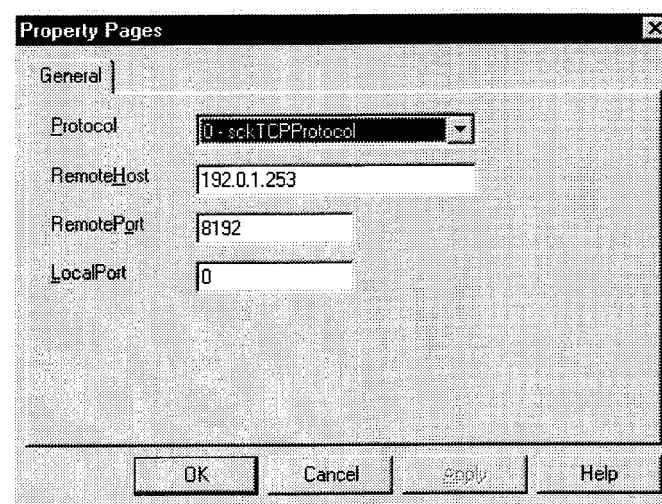 Property Pages
General
Protocol 0 - sckTCPProtocol
RemoteHost 192.0.1.253
RemotePort 8192
LocalPort 0
OK Cancel Apply Help